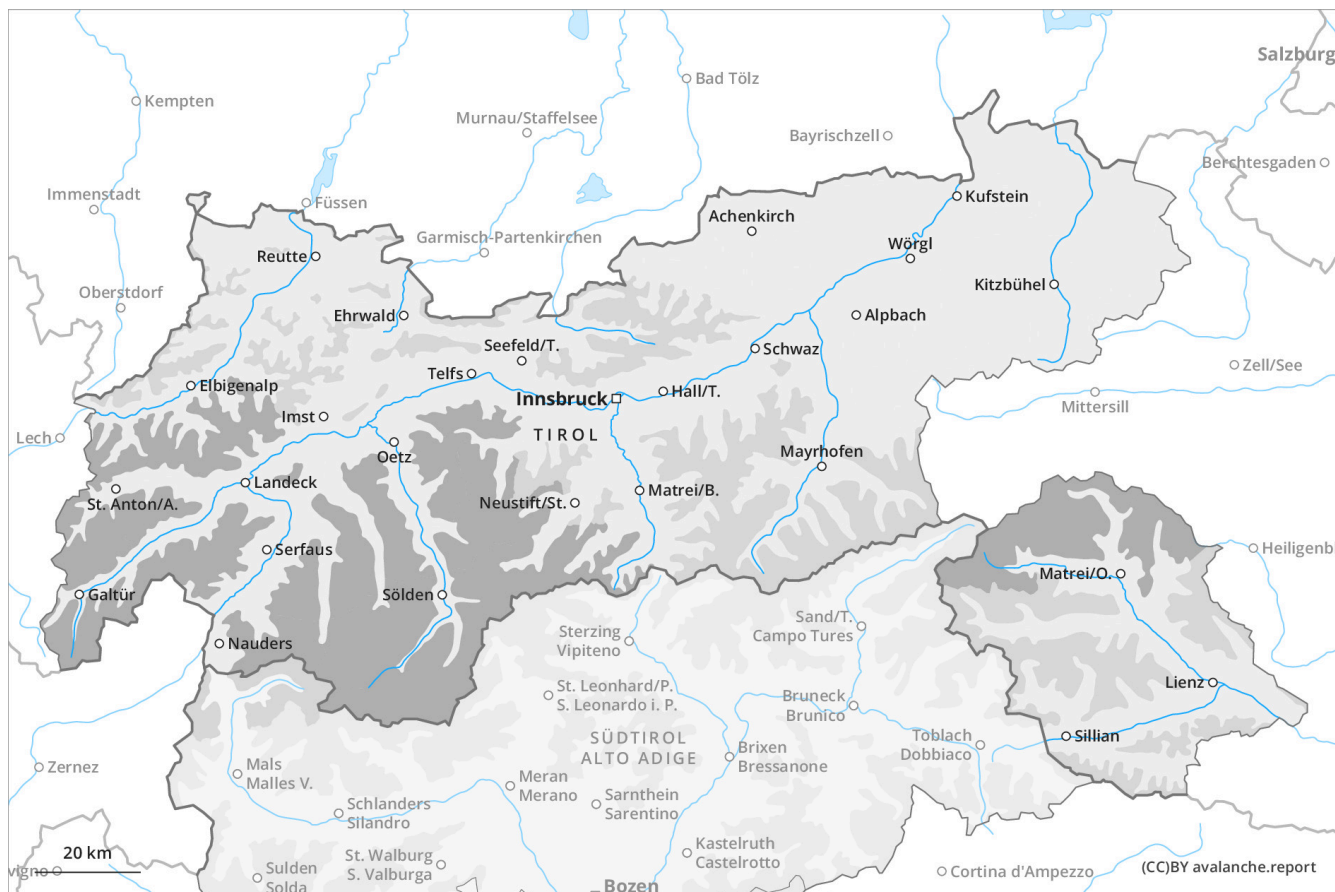 Salzburg
Kempten
Bad Tölz
Murnau/Staffelsee
Bayrischzell
Berchtesgaden
Immenstadt
Füssen
Kufstein
Achenkirch
Garmisch-Partenkirchen
Wörgl
Reutte
Kitzbühel
Oberstdorf
Ehrwald
Alpbach
Seefeld/T.
Schwaz
Zell/See
Telfs
Elbigenalp
Hall/T.
Innsbruck
Mittersill
Imst
Lech
TIROL
Oetz
Mayrhofen
Landeck
Matrei/B.
St. Anton/A.
Neustift/St.
Serfaus
Heiligenb
Matrei/O.
Galtür
Sölden
Sand/T.
Campo Tures
Sterzing
Vipiteno
Nauders
Lienz
St. Leonhard/P.
S. Leonardo i. P.
Bruneck
Brunico
Toblach
Dobbiaco
Sillian
SÜDTIROL
ALTO ADIGE
Brixen
Bressanone
Zernez
Mals
Malles V.
Meran
Merano
Schlanders
Silandro
Sarnthein
Sarentino
Kastelruth
Castelrotto
20 km
St. Walburg
S. Valburga
vigno
Sulden
Solda
Cortina d'Ampezzo
(CC)BY avalanche.report
Bozen